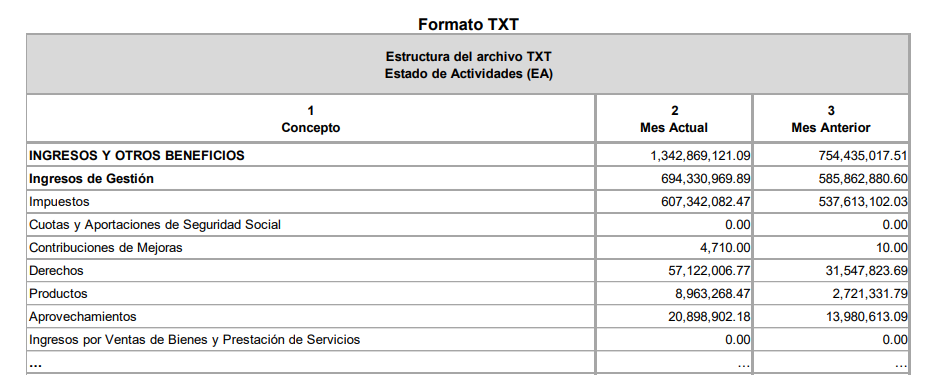 Formato TXT
Estructura del archivo TXT
Estado de Actividades (EA)
1 2 3
Concepto Mes Actual Mes Anterior
INGRESOS Y OTROS BENEFICIOS 1,342,869,121.09 754,435,017.51
Ingresos de Gestión 694,330,969.89 585,862,880.60
Impuestos 607,342,082.47 537,613,102.03
Cuotas y Aportaciones de Seguridad Social 0.00 0.00
Contribuciones de Mejoras 4,710.00 10.00
Derechos 57,122,006.77 31,547,823.69
Productos 8,963,268.47 2,721,331.79
Aprovechamientos 20,898,902.18 13,980,613.09
Ingresos por Ventas de Bienes y Prestación de Servicios 0.00 0.00
... ... ...